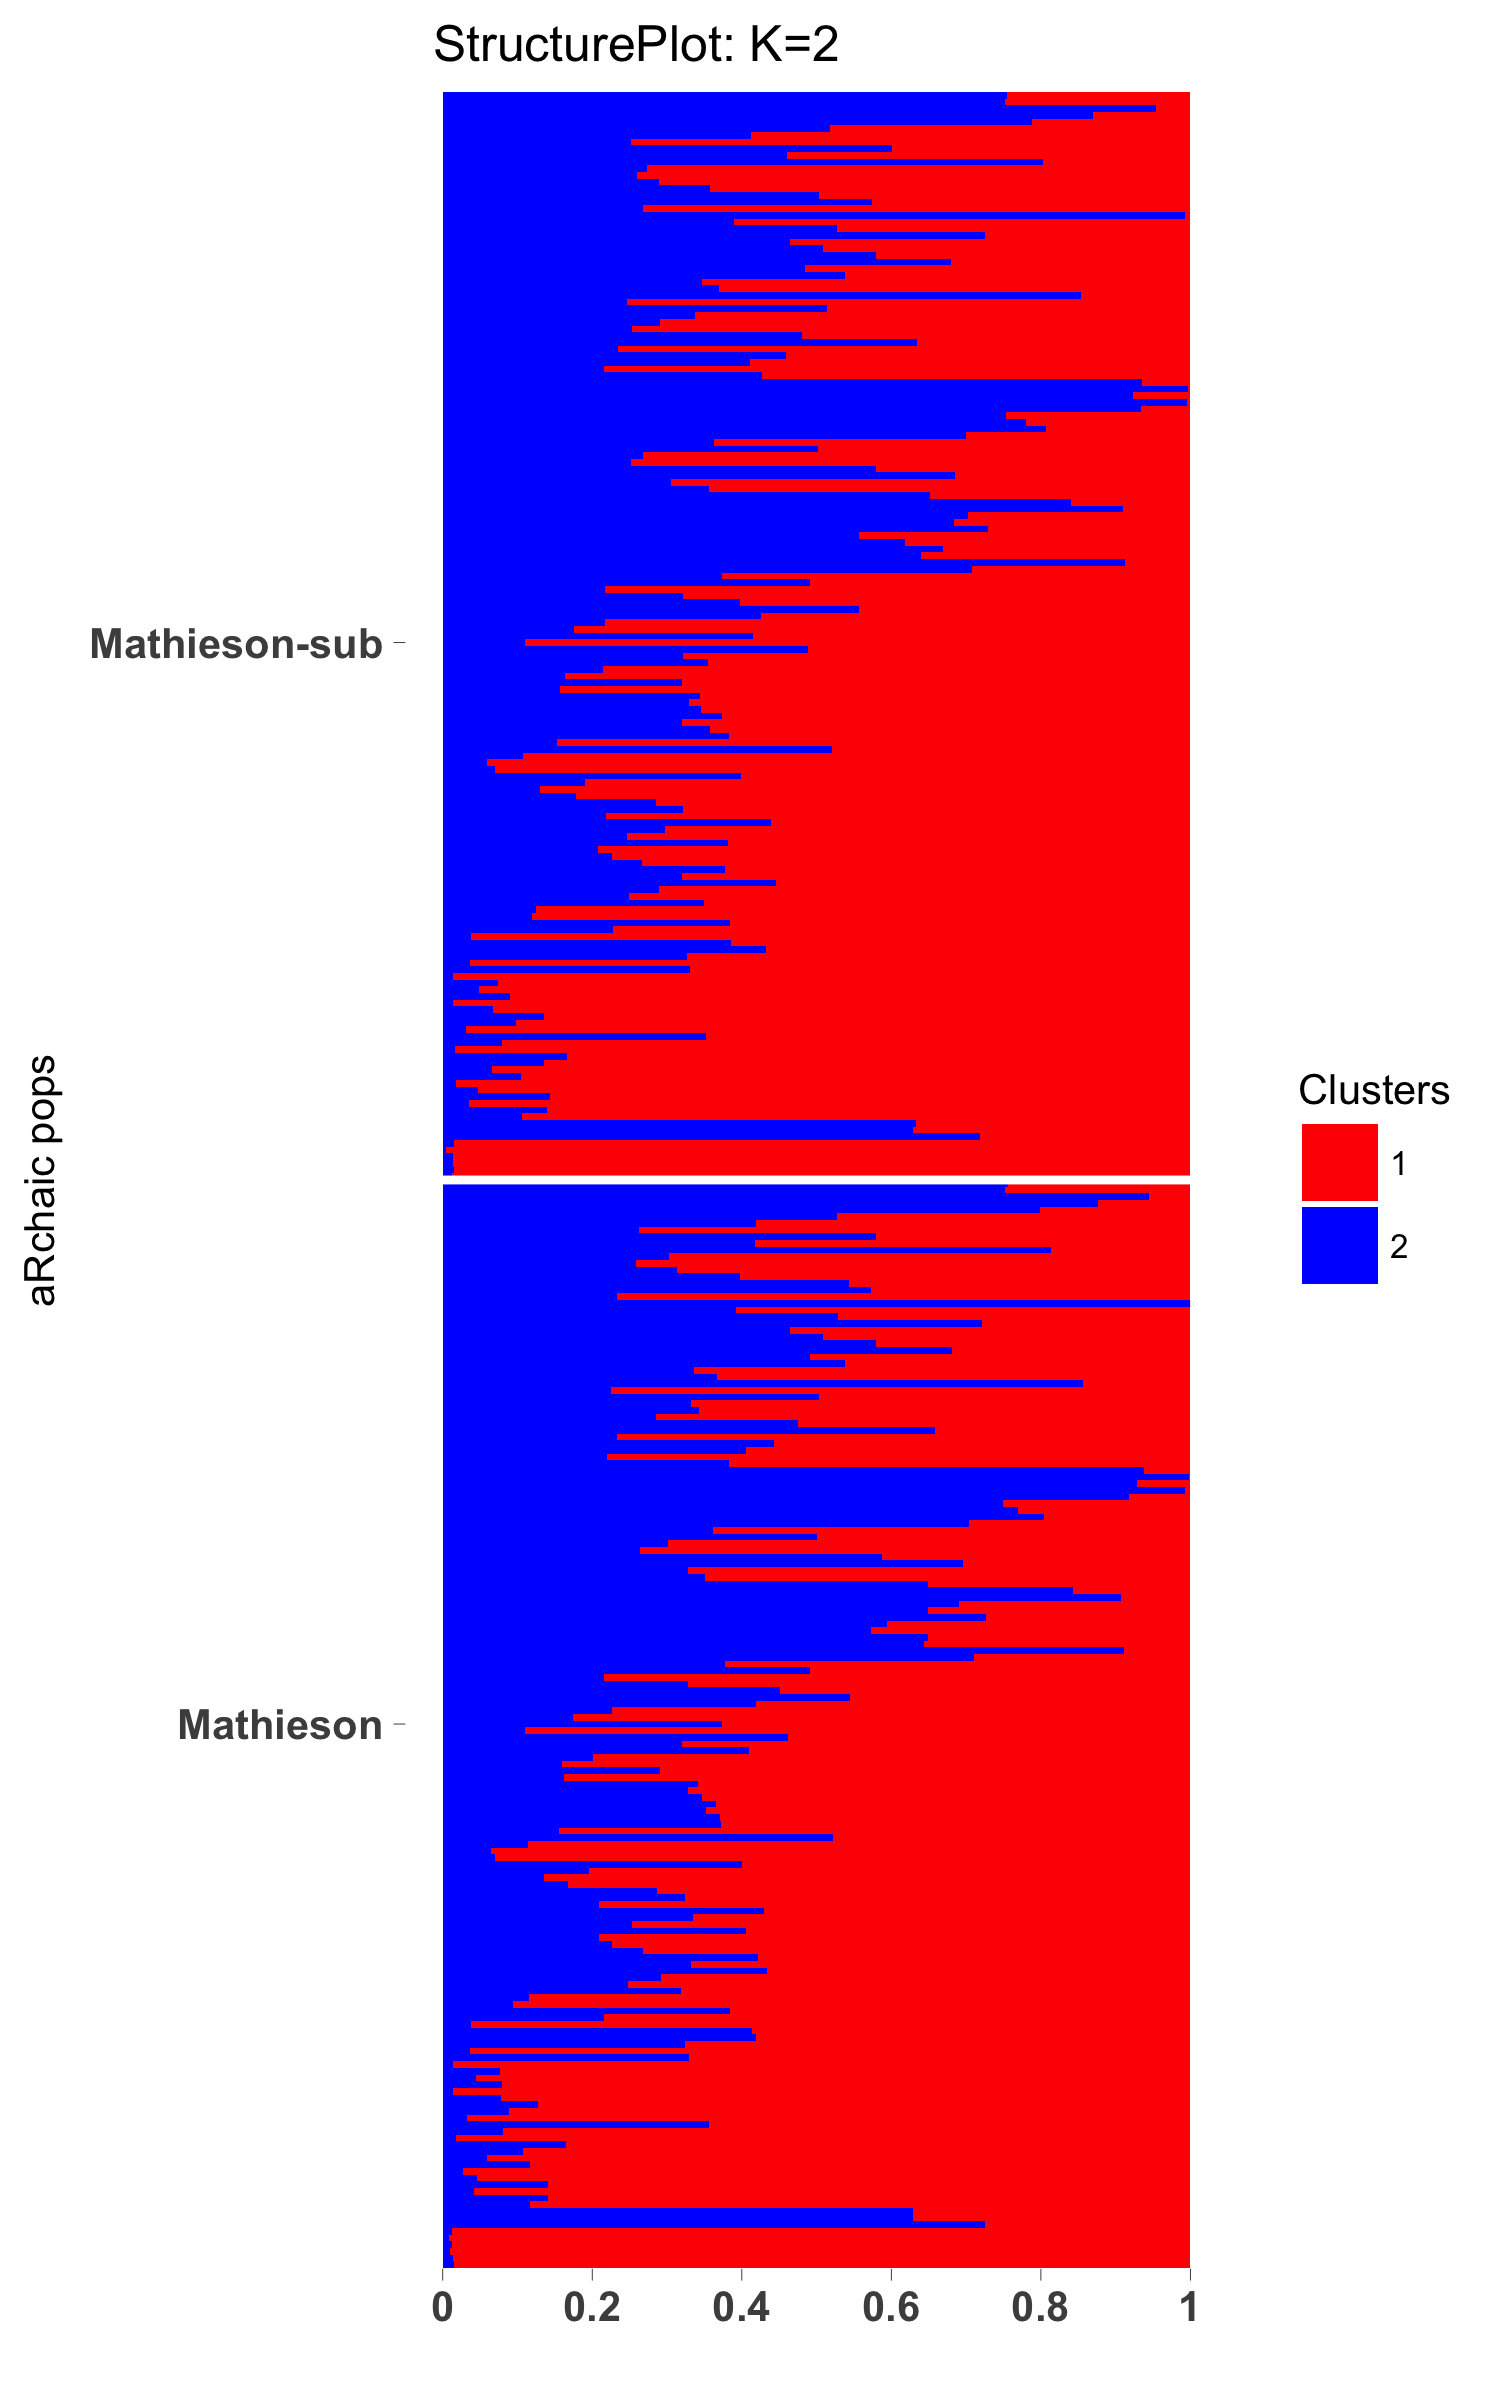 StructurePlot: K=2
Mathieson-sub
aRchaic pops
Clusters
1
2
Mathieson
0 0.2 0.4 0.6 0.8 1